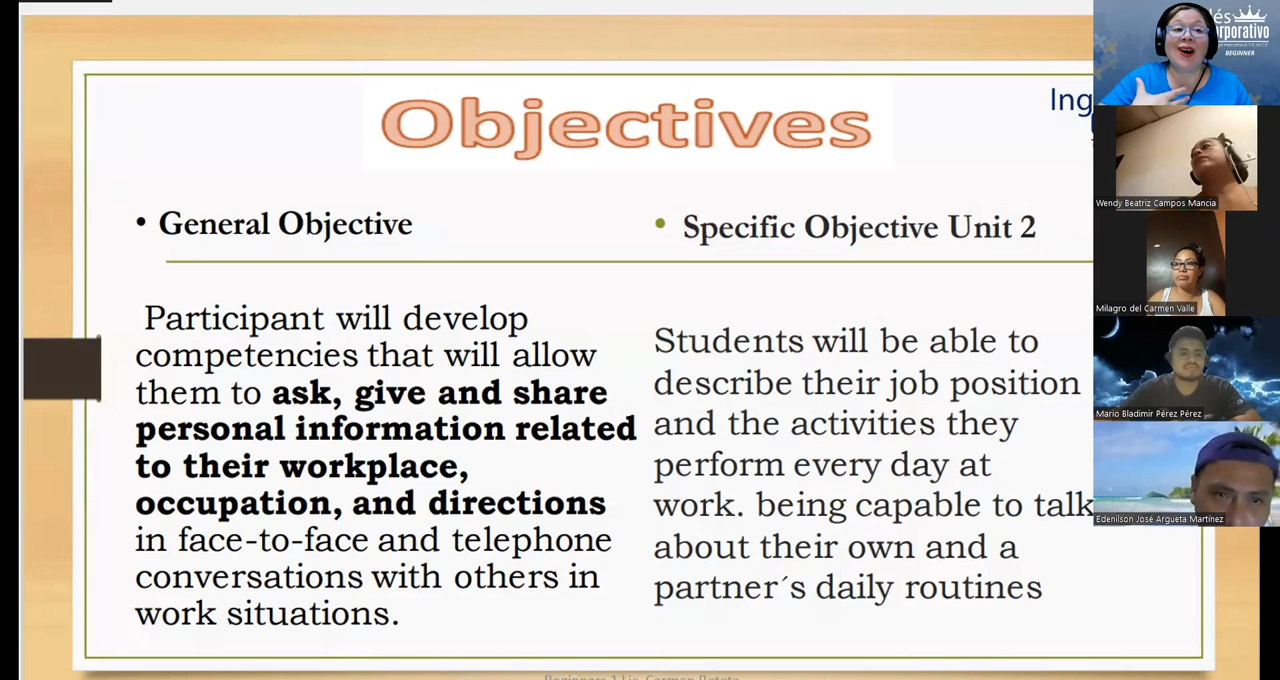 Objectives
Ing
• General Objective
Participant will develop
competencies that will allow
them to ask, give and share
personal information related
to their workplace,
occupation, and directions
in face-to-face and telephone
conversations with others in
work situations.
• Specific Objective Unit 2
Students will be able to
describe their job position
and the activities they
perform every day at
work. being capable to talk
about their own and a
partner´s daily routines
lés
orporativo
BEGINNER
Wendy Beatriz Campos Mancia
Milagro del Carmen Valle
Mario Bladimir Pérez Pérez
Edenilson José Argueta Martínez